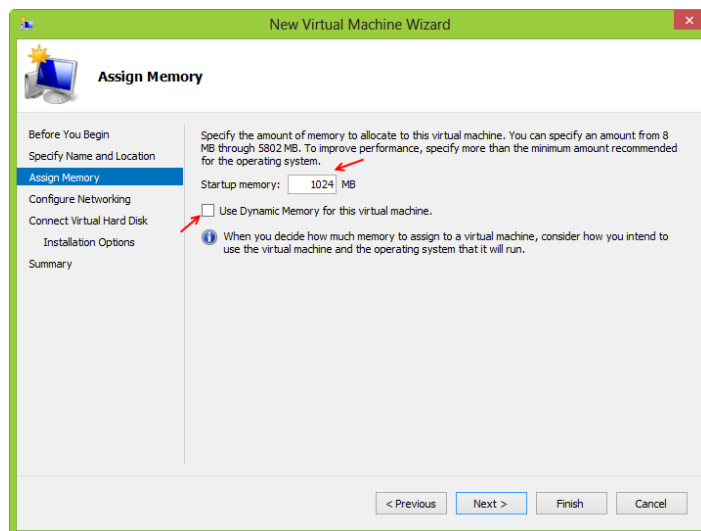 New Virtual Machine Wizard
Assign Memory
Before You Begin
Specify Name and Location
Assign Memory
Configure Networking
Connect Virtual Hard Disk
Installation Options
Summary
Specify the amount of memory to allocate to this virtual machine. You can specify an amount from 8
MB through 5802 MB. To improve performance, specify more than the minimum amount recommended
for the operating system.
Startup memory: 1024 MB
Use Dynamic Memory for this virtual machine.
When you decide how much memory to assign to a virtual machine, consider how you intend to
use the virtual machine and the operating system that it will run.
< Previous Next > Finish Cancel